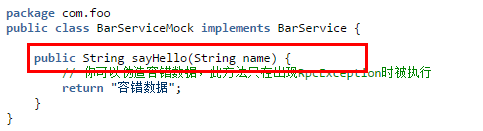 package com.foo
public class BarServiceMock implements BarService {
public String sayHello(String name) {
// 你可以伪造容错数据，此方法只在出现RpcException时被执行
return "容错数据";
}
}